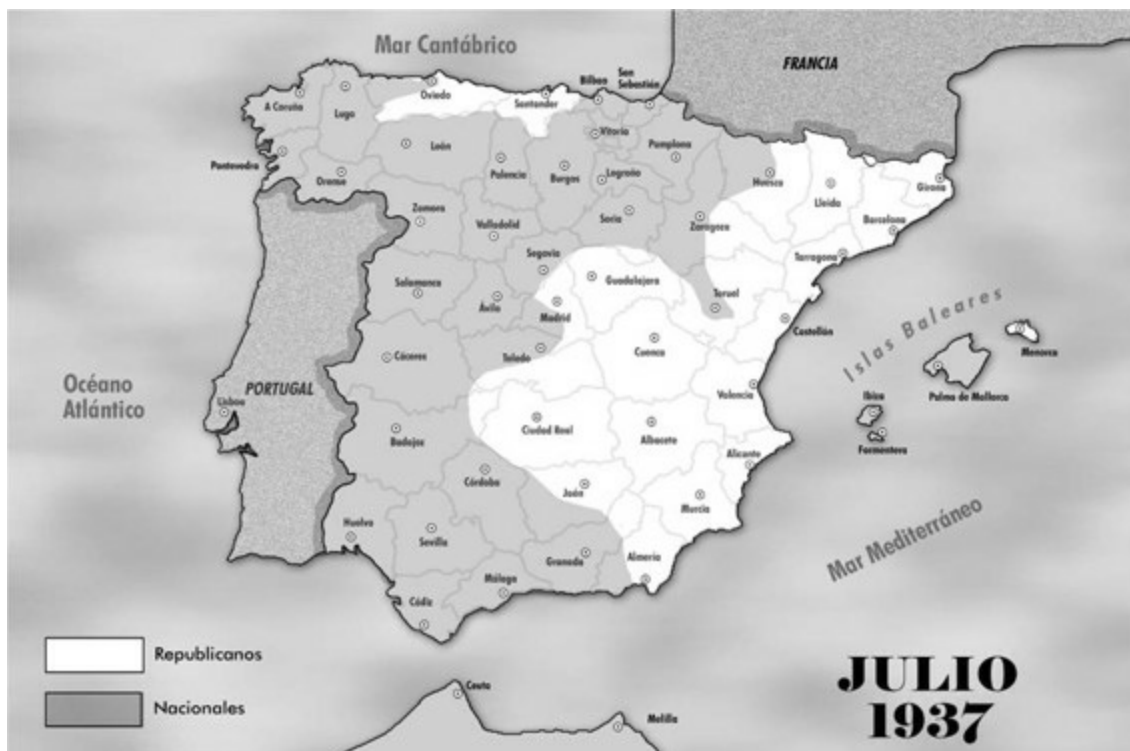 Mar Cantábrico
FRANCIA
A Coruña
Lugo
Oviedo
Santander
Bilbao
San
Sebastián
Pontevedra
Orense
León
Palencia
Burgos
Vitoria
Logroño
Pamplona
Huesca
Lleida
Girona
Barcelona
Tarragona
Zamora
Valladolid
Soria
Zaragoza
Segovia
Guadalajara
Salamanca
Ávila
Madrid
Teruel
Castellón
Islas Baleares
Menorca
Palma de Mallorca
Ibiza
Formentera
Océano
Atlántico
PORTUGAL
Lisboa
Cáceres
Toledo
Cuenca
Valencia
Badajoz
Ciudad Real
Albacete
Alicante
Córdoba
Jaén
Murcia
Mar Mediterráneo
Huelva
Sevilla
Granada
Almería
Málaga
Cádiz
Ceuta
Melilla
Republicanos
Nacionales
JULIO
1937